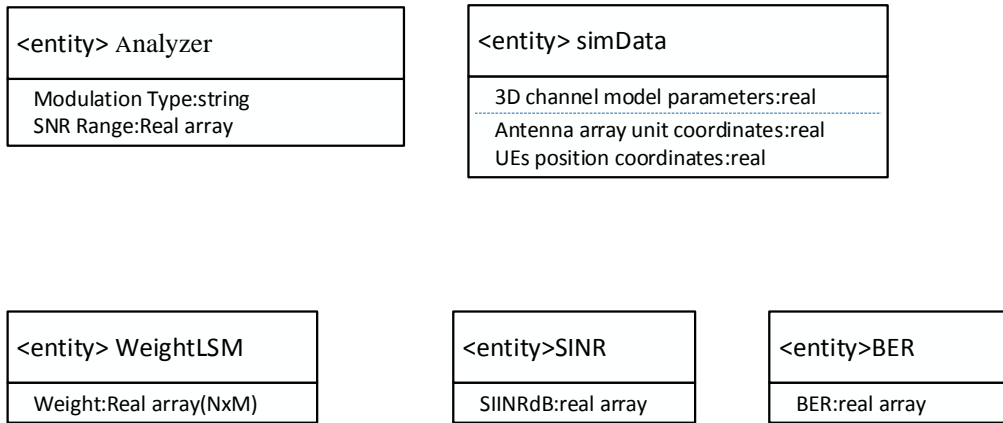 <entity> Analyzer
Modulation Type:string
SNR Range:Real array
<entity> simData
3D channel model parameters:real
Antenna array unit coordinates:real
UEs position coordinates:real
<entity> WeightLSM
Weight:Real array(NxM)
<entity>SINR
SIINRdB:real array
<entity>BER
BER:real array